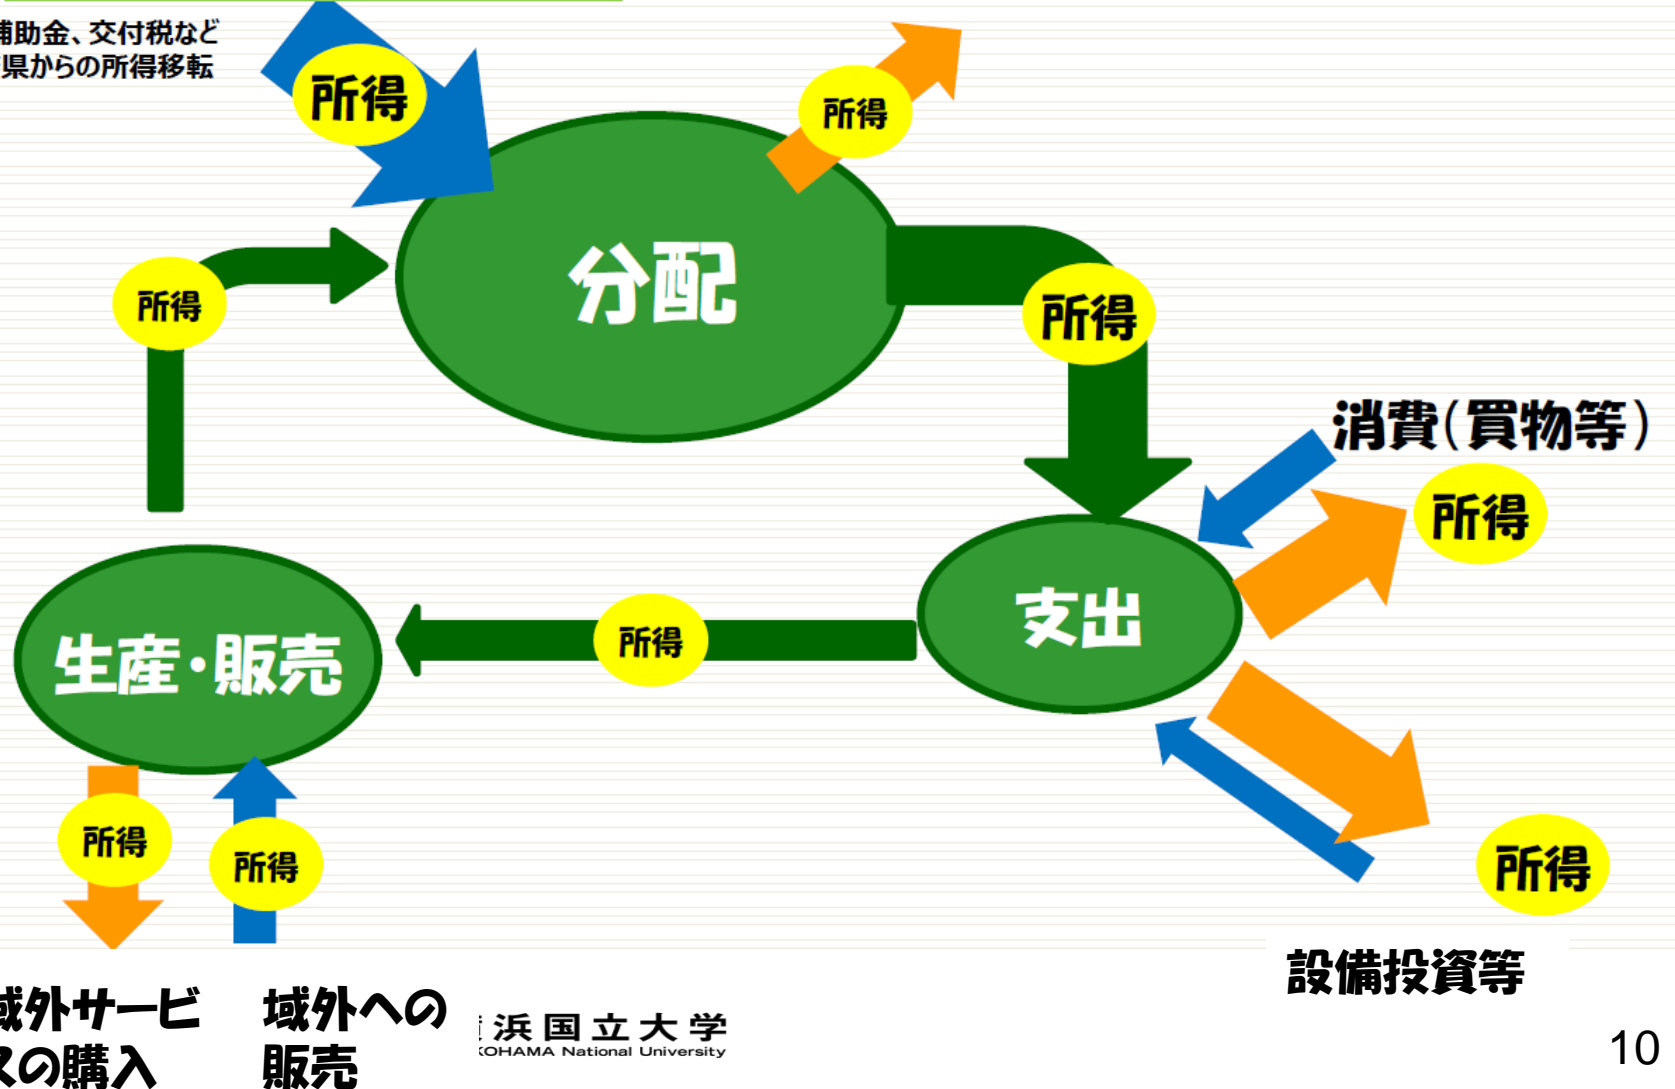 補助金、交付税など
県からの所得移転
所得
所得
分配
所得
所得
消費(買物等)
所得
支出
所得
生産・販売
所得
所得
所得
設備投資等
域外サービ
スの購入
域外への
販売
浜国立大学
OHAMA National University
10